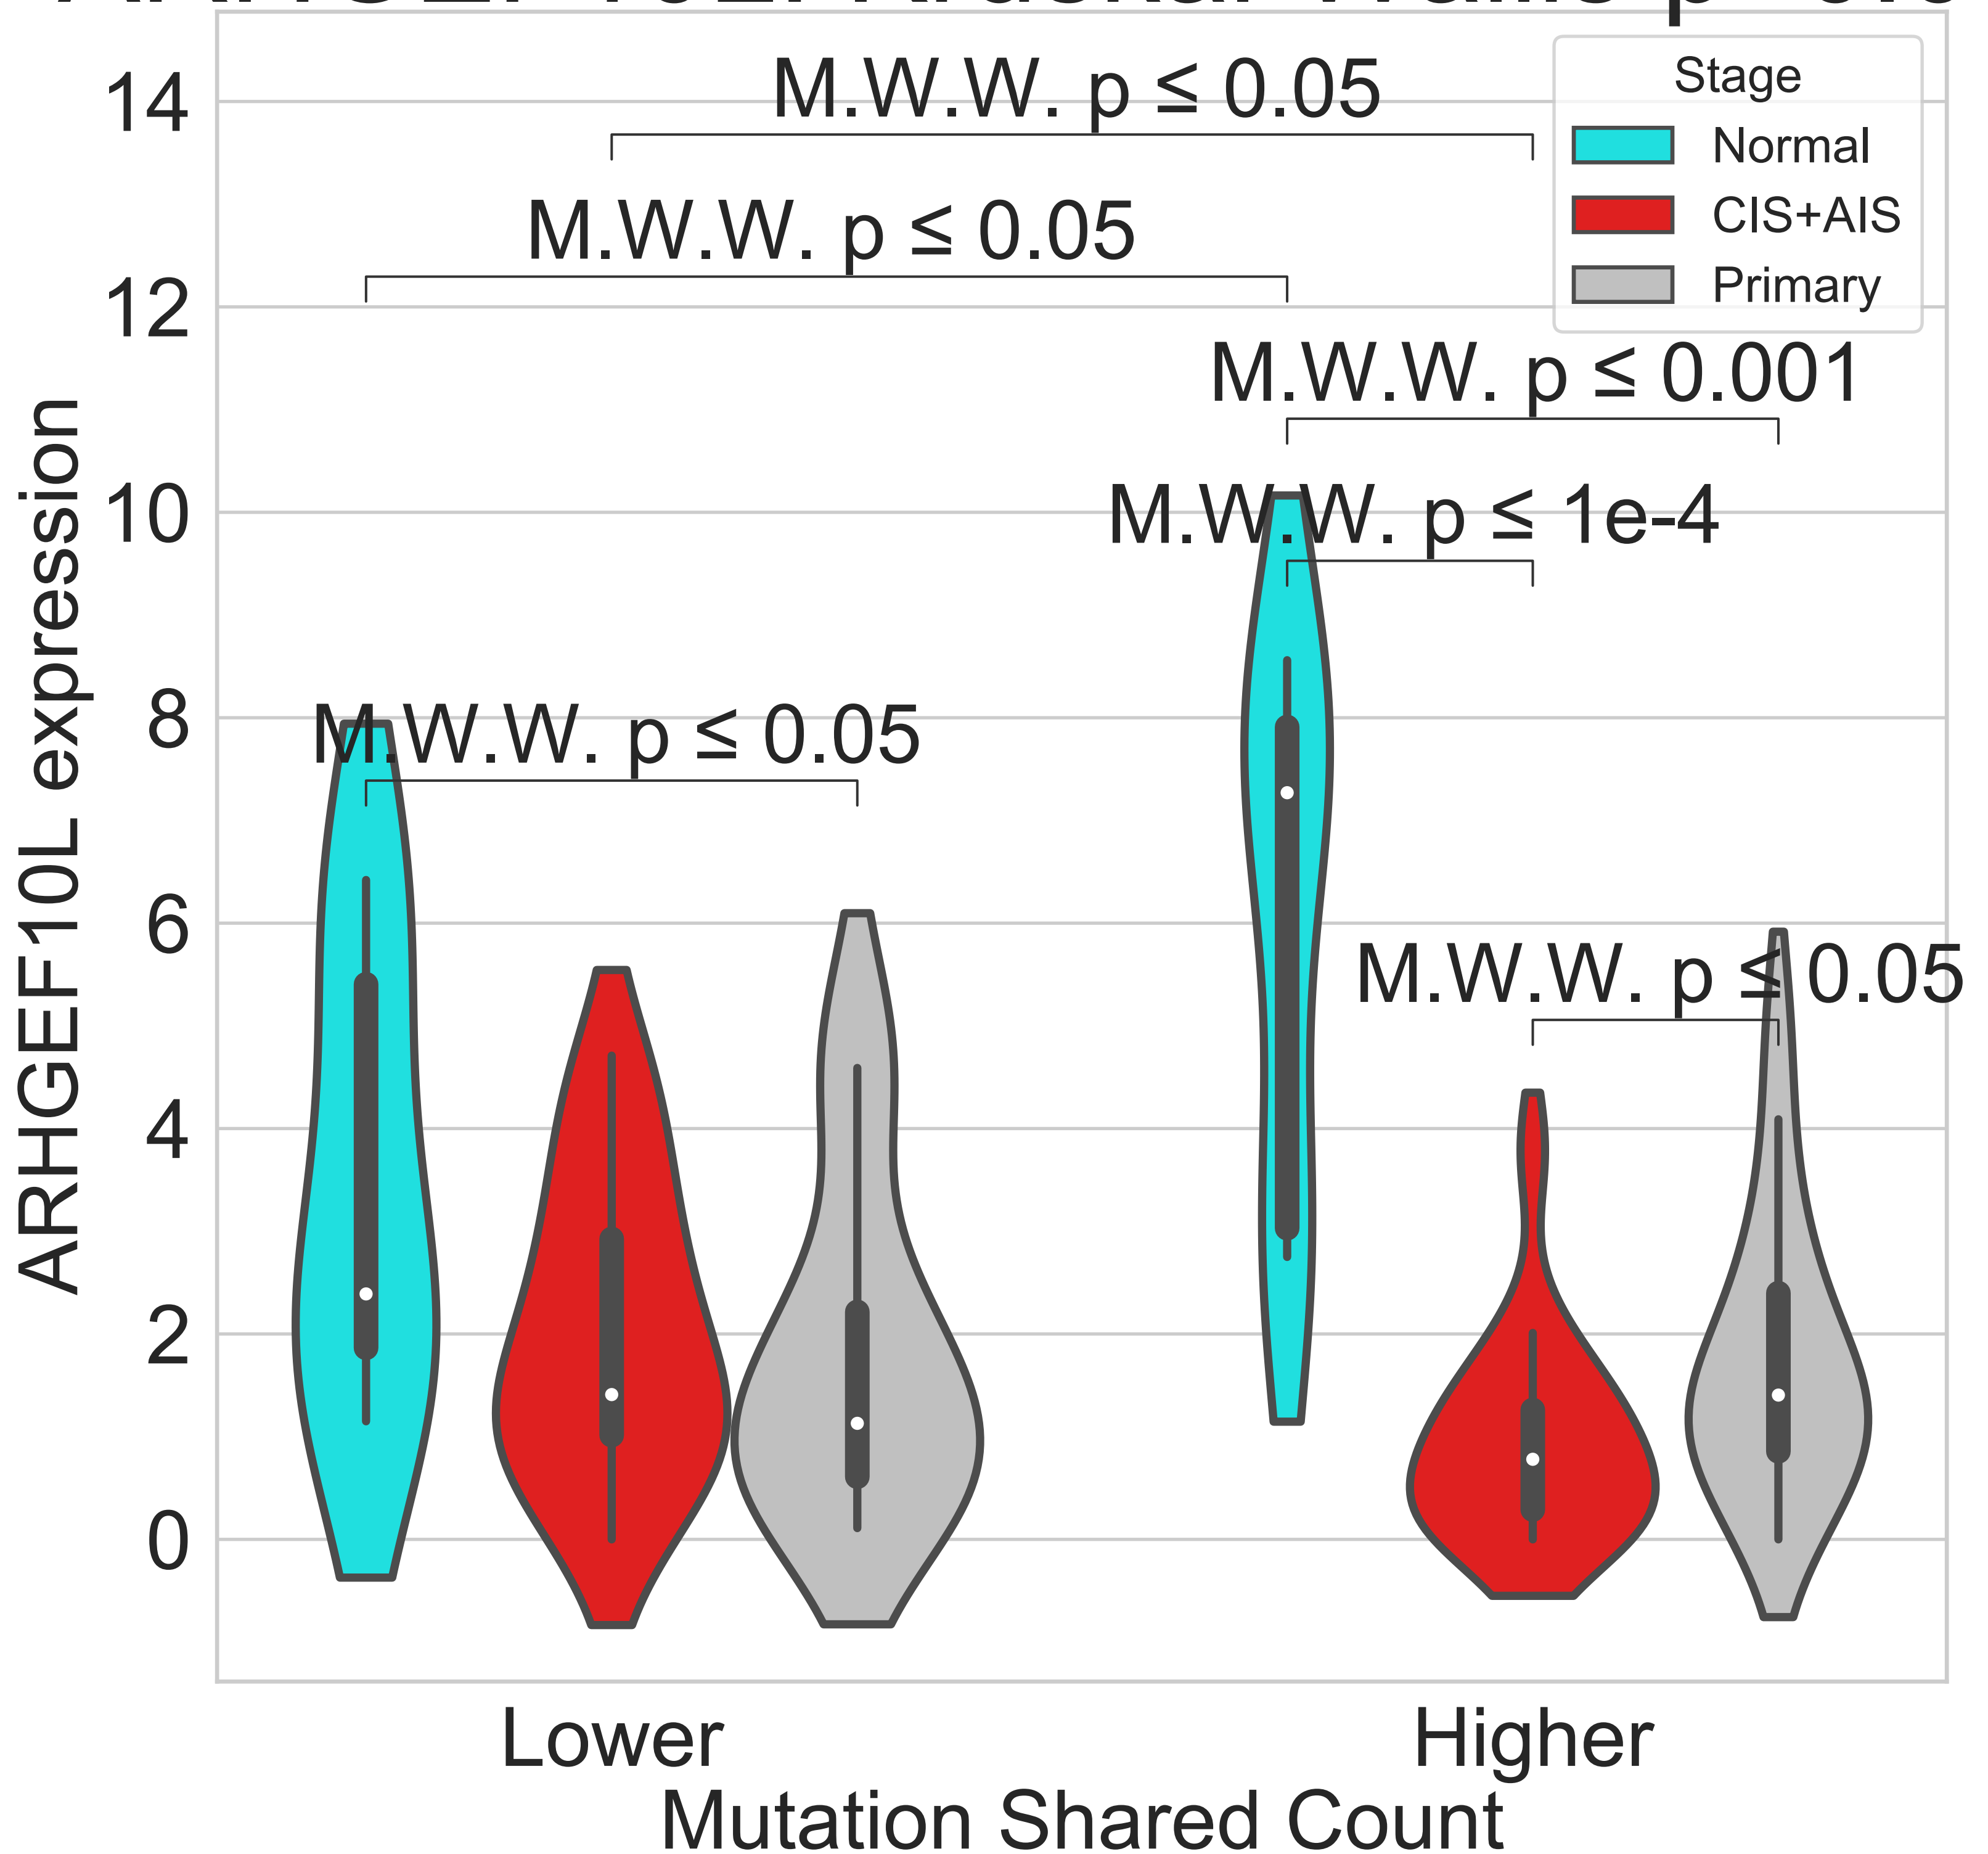 M.W.W. p ≤ 0.05
M.W.W. p ≤ 0.05
M.W.W. p ≤ 0.001
M.W.W. p ≤ 1e-4
M.W.W. p ≤ 0.05
M.W.W. p ≤ 0.05
Stage
Normal
CIS+AIS
Primary
14
12
10
8
6
4
2
0
ARHGEF10L expression
Lower
Higher
Mutation Shared Count